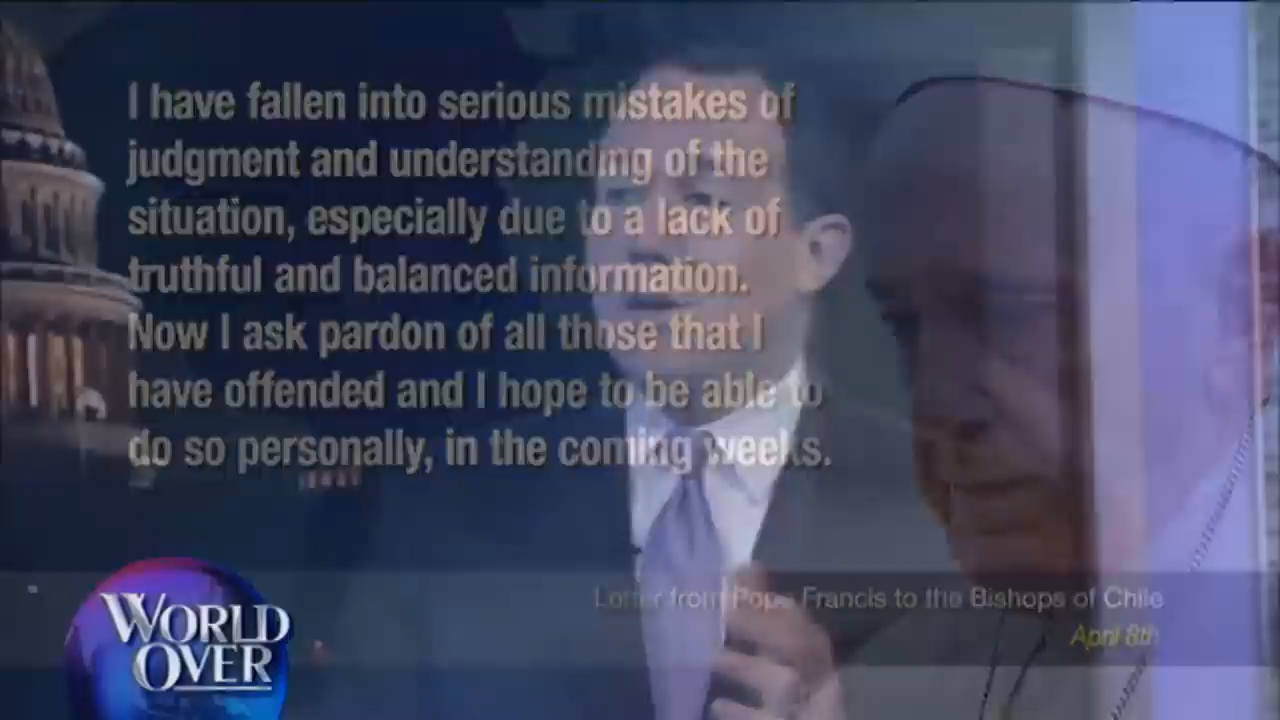 I have fallen into serious mistakes of
judgment and understanding of the
situation, especially due to a lack of
truthful and balanced information.
Now I ask pardon of all those that I
have offended and I hope to be able to
do so personally, in the coming weeks.
Letter from Pope Francis to the Bishops of Chile
April 8th
WORLD
OVER